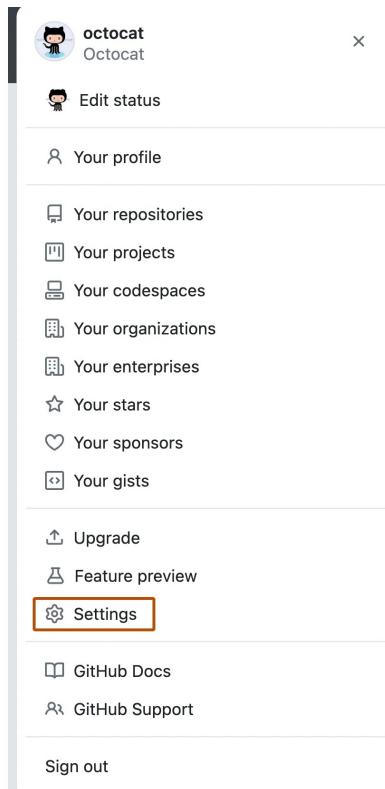 octocat
Octocat
Edit status
Your profile
Your repositories
Your projects
Your codespaces
Your organizations
Your enterprises
Your stars
Your sponsors
Your gists
Upgrade
Feature preview
Settings
GitHub Docs
GitHub Support
Sign out